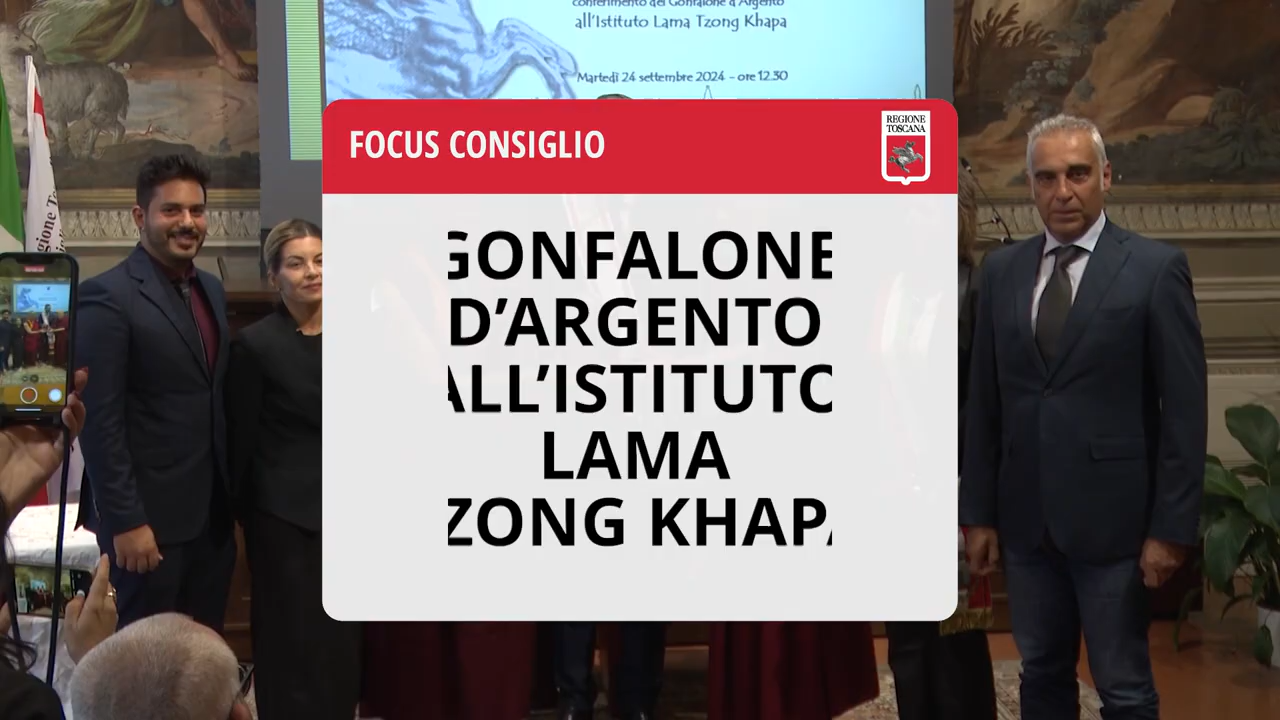 conferimento del Gonfalone d'Argento
all'Istituto Lama Tzong Khapa
Martedì 24 settembre 2024 - ore 12.30
FOCUS CONSIGLIO
REGIONE
TOSCANA
GONFALONE
D'ARGENTO
ALL'ISTITUTO
LAMA
ZONG KHAPA